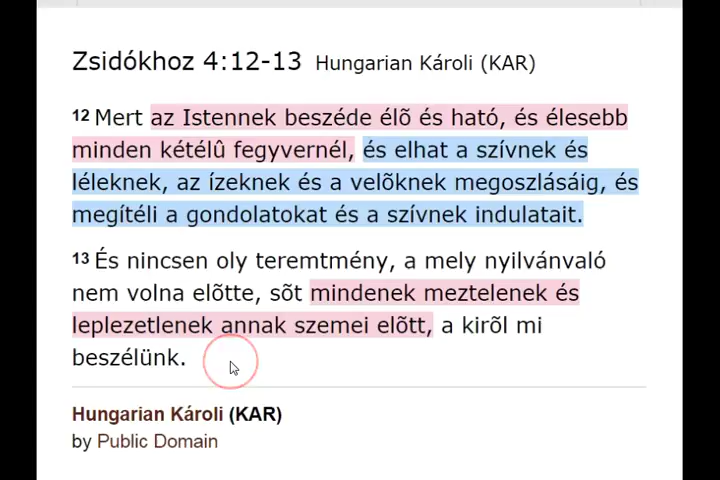 Zsidókhoz 4:12-13 Hungarian Károli (KAR)
12 Mert az Istennek beszéde élõ és ható, és élesebb
minden kétélû fegyvernél, és elhat a szívnek és
léleknek, az ízeknek és a velõknek megoszlásáig, és
megítéli a gondolatokat és a szívnek indulatait.
13 És nincsen oly teremtmény, a mely nyilvánvaló
nem volna elõtte, sõt mindenek meztelenek és
leplezetlenek annak szemei elõtt, a kirõl mi
beszélünk.
Hungarian Károli (KAR)
by Public Domain